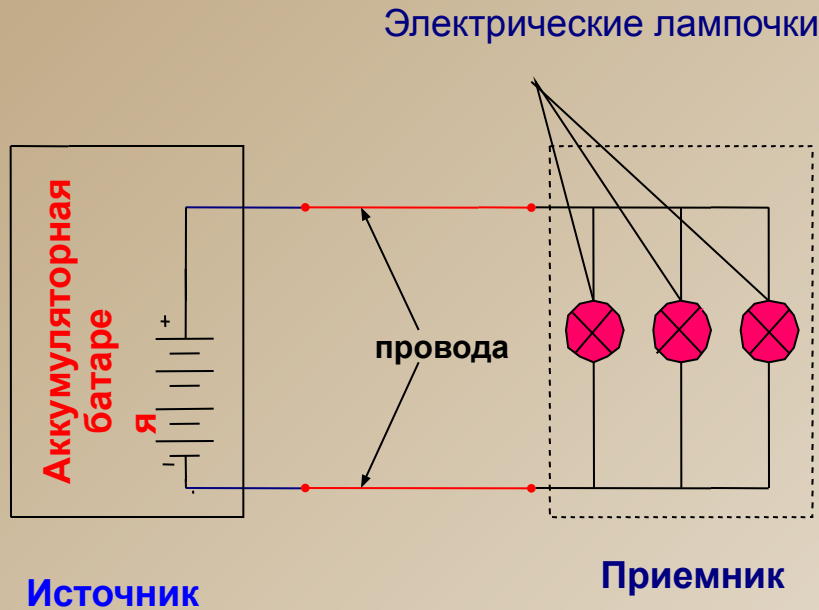 Электрические лампочки
Аккумуляторная
батаре
я
+
провода
−
Приемник
Источник